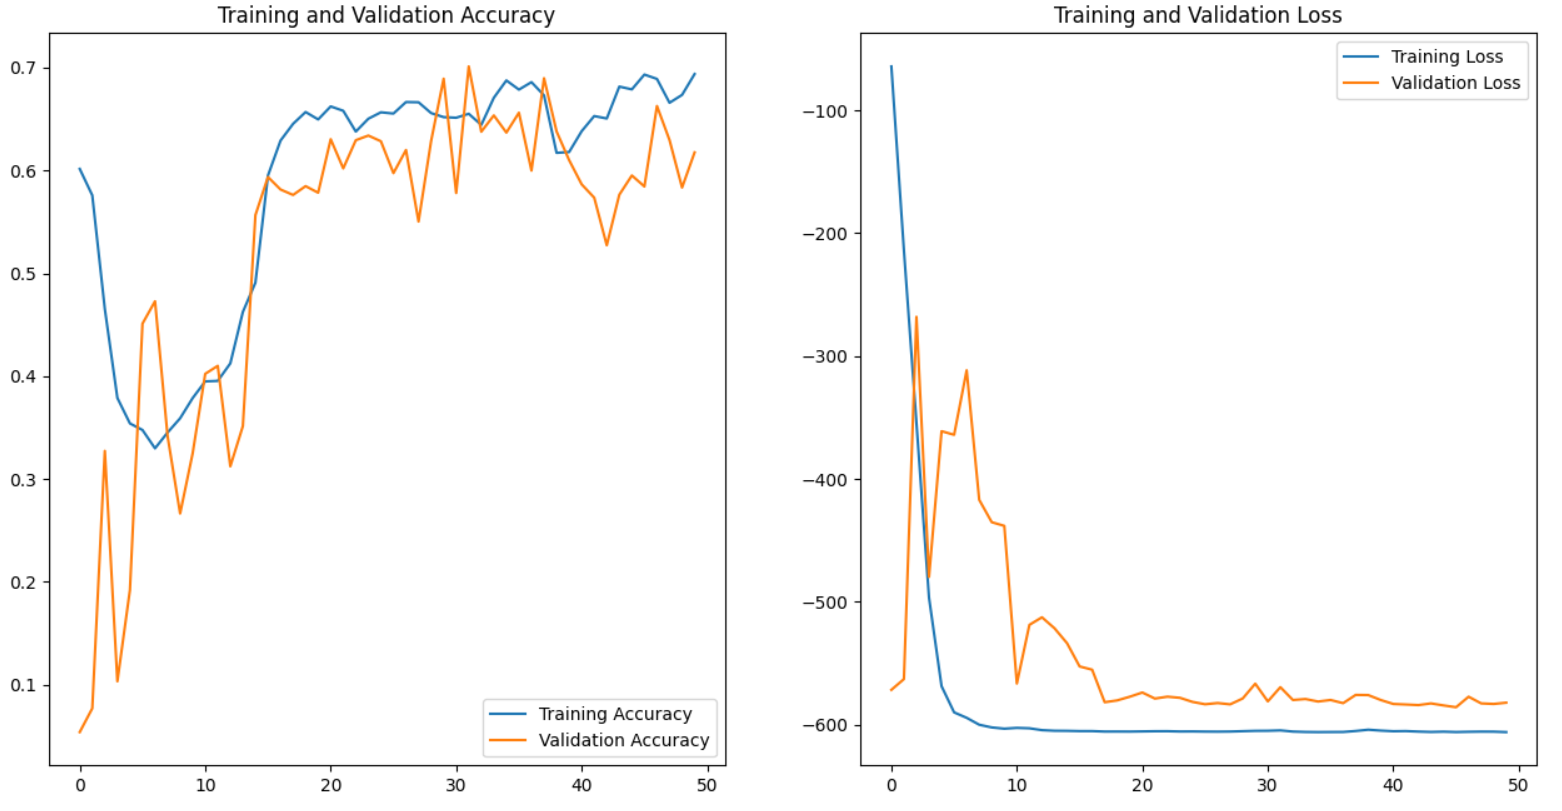 Training and Validation Accuracy
0.7
0.6
0.5
0.4
0.3
0.2
0.1
Training Accuracy
Validation Accuracy
0 10 20 30 40 50
Training and Validation Loss
Training Loss
Validation Loss
−100
−200
−300
−400
−500
−600
0 10 20 30 40 50